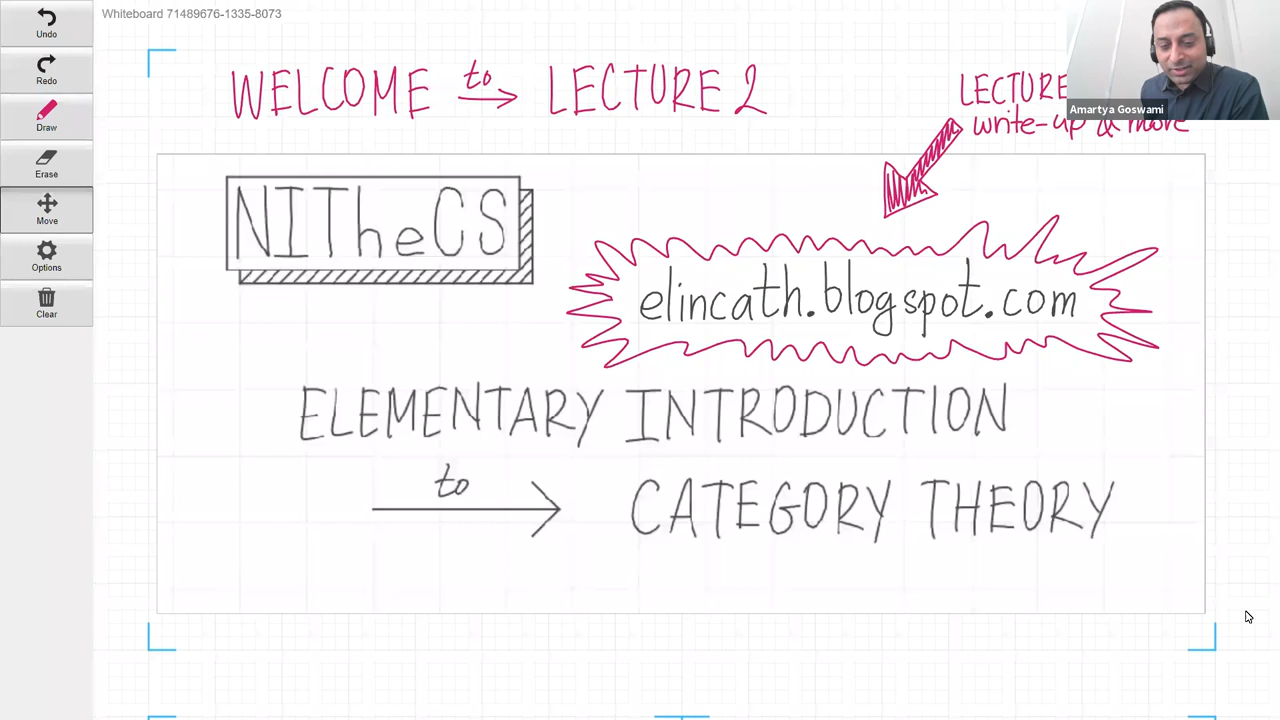 Whiteboard 71489676-1335-8073
Undo
Redo
Draw
Erase
Move
Options
Clear
WELCOME to LECTURE 2
LECTURE
write-up & more
Amartya Goswami
NITheCS
elincath.blogspot.com
ELEMENTARY INTRODUCTION
to CATEGORY THEORY